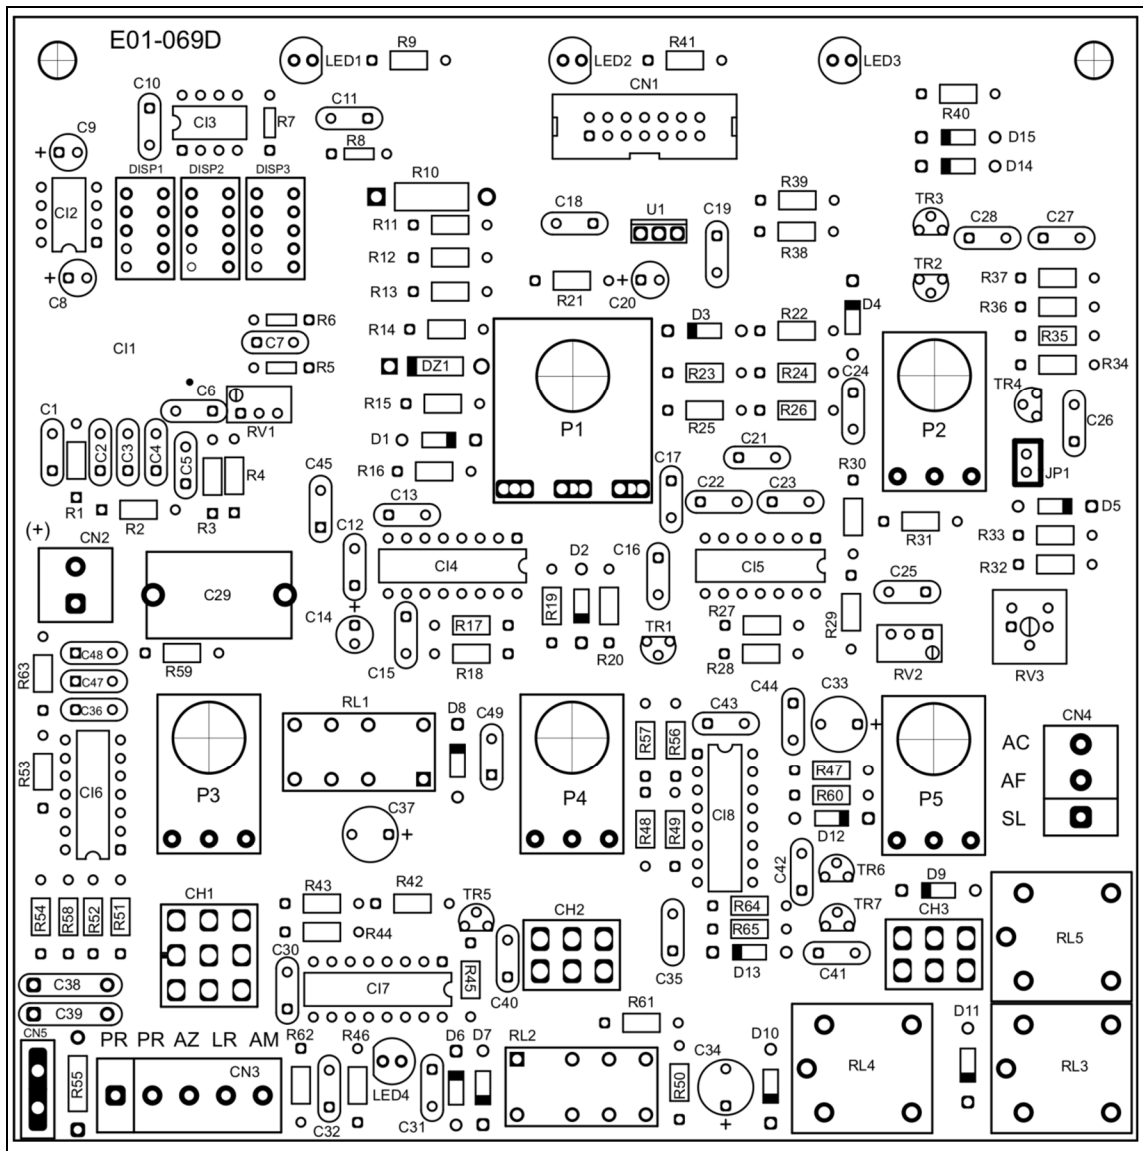 E01-069D
LED1 R9 LED2 R41 LED3
CN1
C10 CI3 R7 C11 R40
C9 R8 D15
DISP1 DISP2 DISP3 D14
CI2 R10 C18 U1 C19 R39 TR3 C28 C27
R11 R38
R12 TR2
C8 R13 R21 C20 D4 R37
R6 R14 D3 R22 R36
CI1 C7 R35
R5 DZ1 R23 R24 C24 R34
C6 R15 TR4
C1 RV1 P1 R25 R26 P2 C26
C2 C3 C4 C5 D1 C21
R4 R16 C17 R30 JP1
C45 C13 C22 C23 D5
R1 R2 R3 R31 R33
(+) CN2 C12 D2 C16
C29 CI4 CI5 R32
C25
C14 + R19 R27 R29
R17 TR1
R63 C48 R59 C15 R18 R20 R28 RV2 RV3
C47
C36 RL1 D8 C49 C43 C44 C33 CN4
R53 R57 R56 AC
CI6 P3 P4 R47 P5 AF
C37 R60
R48 R49 CI8 D12 SL
C42 TR6
CH1 R43 R42 TR5 D9
R54 R58 R52 R51 CH2 R64 TR7 CH3
R44 R65 RL5
C30 C35 D13 C41
C38 CI7 R45 C40
C39 R61
CN5 PR PR AZ LR AM R62 R46 D6 D7 RL2 C34 D10 D11
R55 CN3 LED4 R50 RL4 RL3
C32 C31